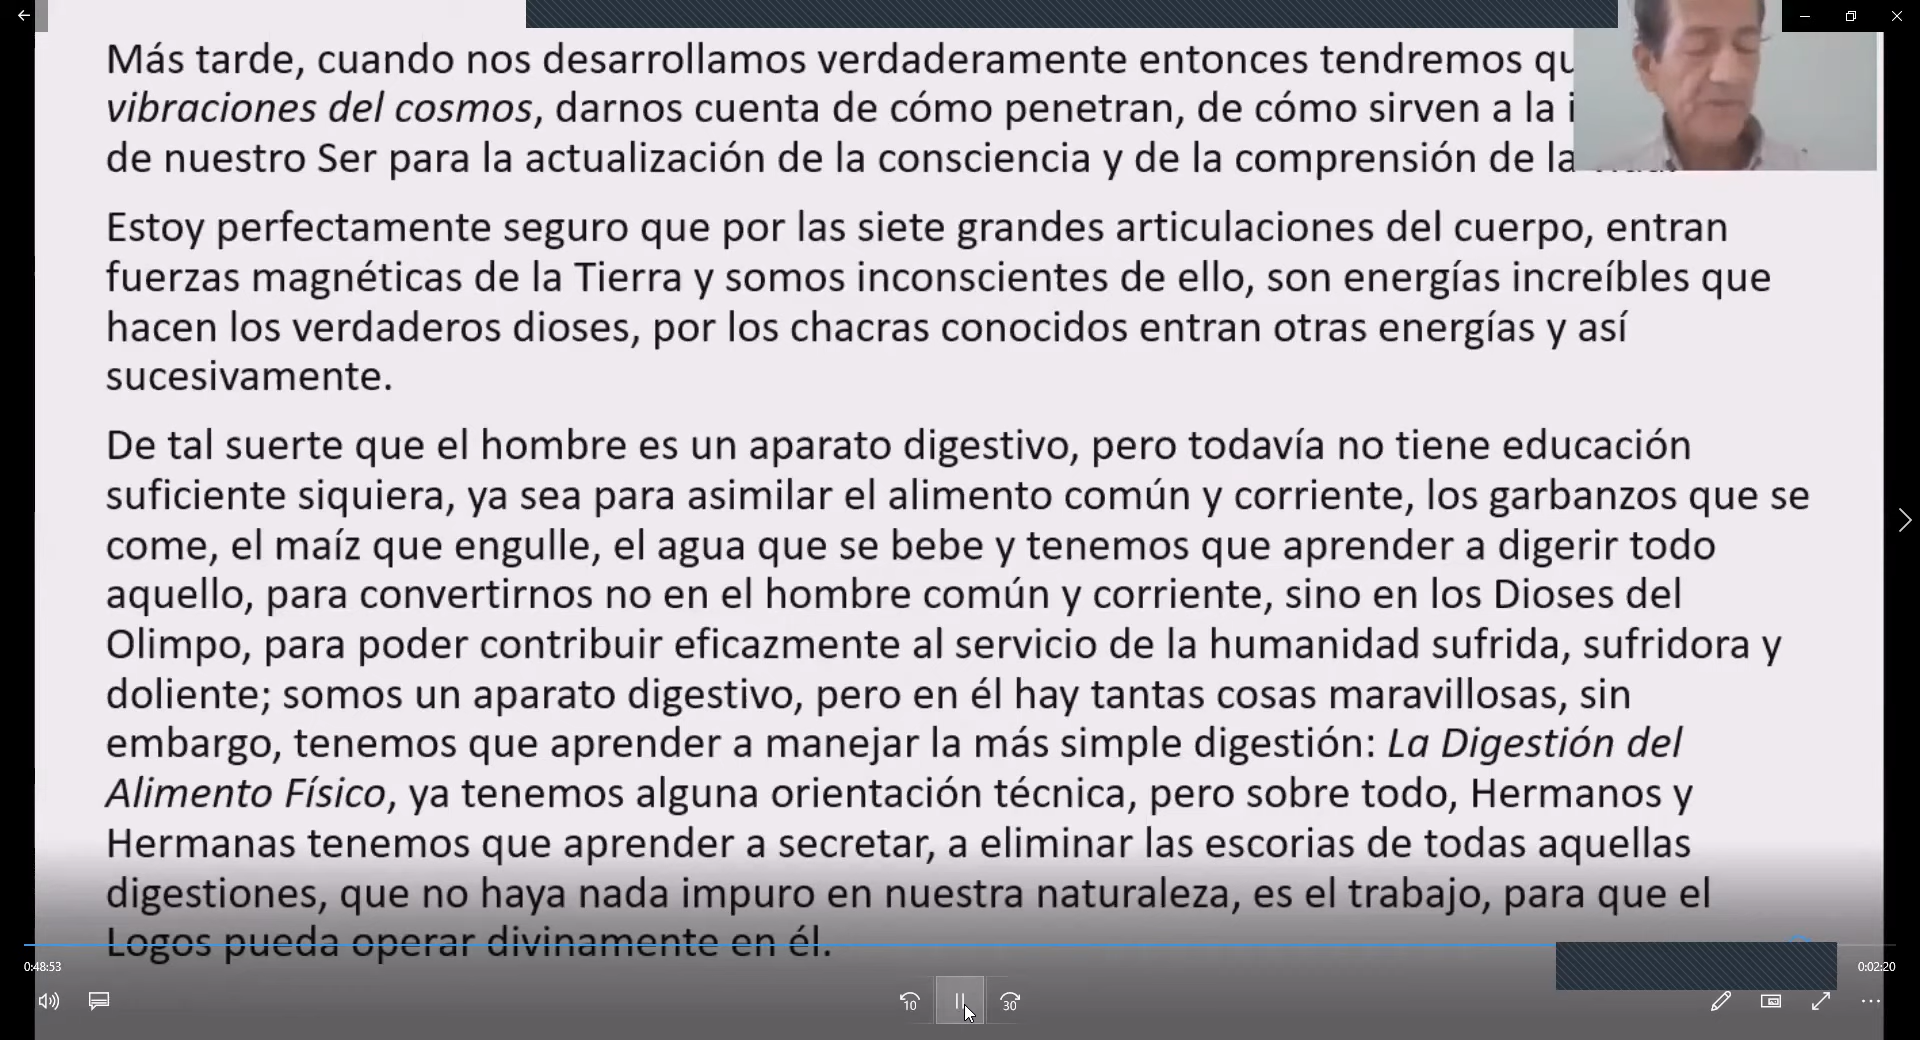 Más tarde, cuando nos desarrollamos verdaderamente entonces tendremos
vibraciones del cosmos, darnos cuenta de cómo penetran, de cómo sirven a la
de nuestro Ser para la actualización de la consciencia y de la comprensión de la
Estoy perfectamente seguro que por las siete grandes articulaciones del cuerpo, entran
fuerzas magnéticas de la Tierra y somos inconscientes de ello, son energías increíbles que
hacen los verdaderos dioses, por los chacras conocidos entran otras energías y así
sucesivamente.
De tal suerte que el hombre es un aparato digestivo, pero todavía no tiene educación
suficiente siquiera, ya sea para asimilar el alimento común y corriente, los garbanzos que se
come, el maíz que engulle, el agua que se bebe y tenemos que aprender a digerir todo
aquello, para convertirnos no en el hombre común y corriente, sino en los Dioses del
Olimpo, para poder contribuir eficazmente al servicio de la humanidad sufrida, sufridora y
doliente; somos un aparato digestivo, pero en él hay tantas cosas maravillosas, sin
embargo, tenemos que aprender a manejar la más simple digestión: La Digestión del
Alimento Físico, ya tenemos alguna orientación técnica, pero sobre todo, Hermanos y
Hermanas tenemos que aprender a secretar, a eliminar las escorias de todas aquellas
digestiones, que no haya nada impuro en nuestra naturaleza, es el trabajo, para que el
Logos pueda operar divinamente en él.
0:48:53
0:02:20
10
30